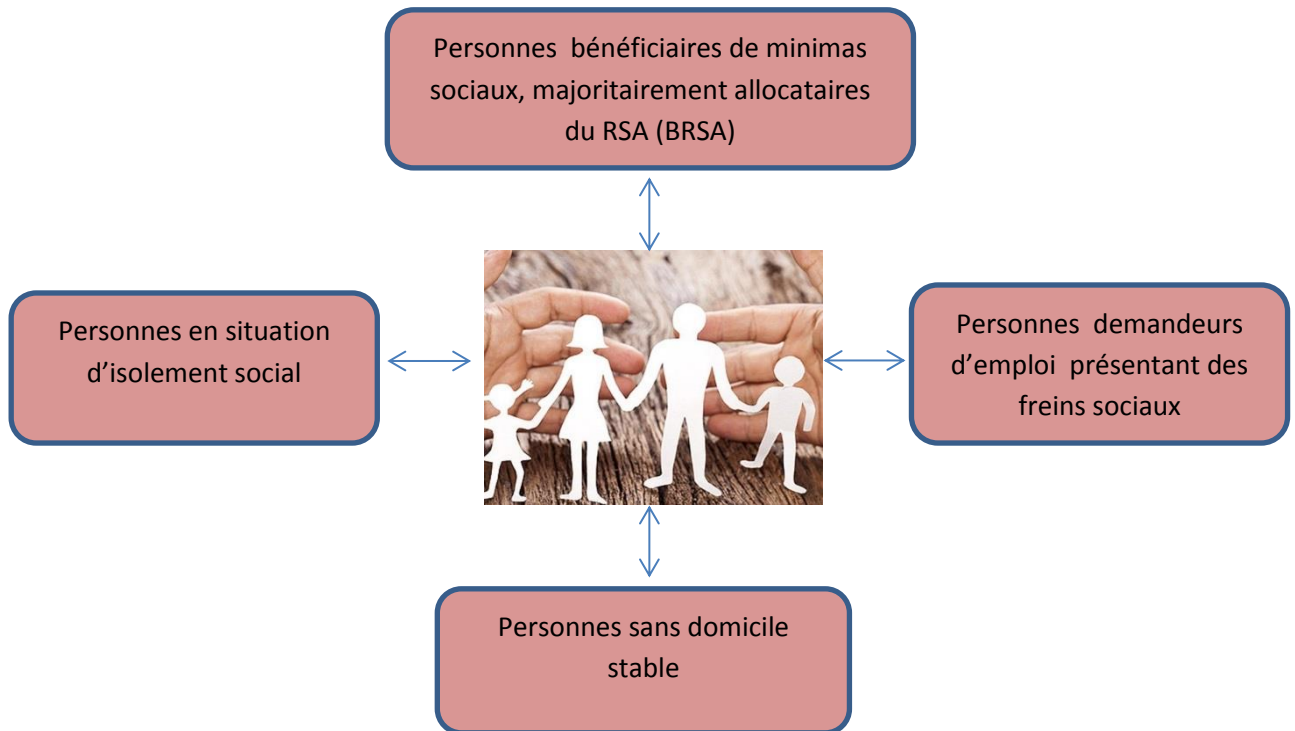 Personnes bénéficiaires de minimas
sociaux, majoritairement allocataires
du RSA (BRSA)
Personnes en situation
d’isolement social
Personnes demandeurs
d’emploi présentant des
freins sociaux
Personnes sans domicile
stable